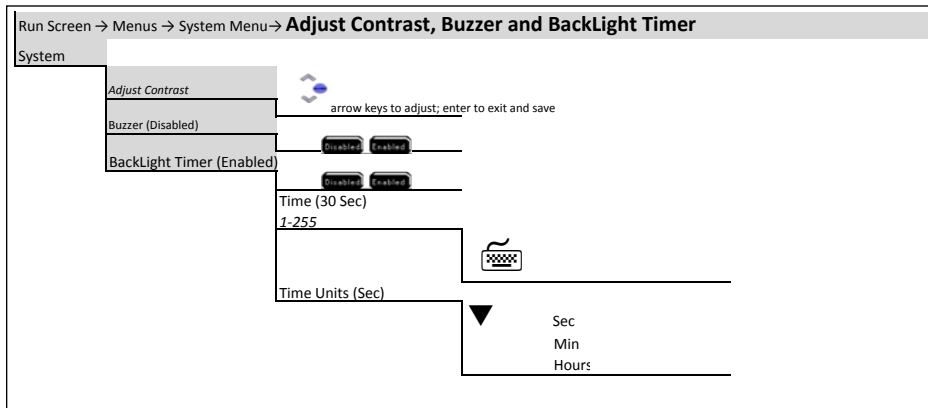 Run Screen → Menus → System Menu→ Adjust Contrast, Buzzer and BackLight Timer
System
Adjust Contrast
arrow keys to adjust; enter to exit and save
Buzzer (Disabled)
Disabled Enabled
BackLight Timer (Enabled)
Disabled Enabled
Time (30 Sec)
1-255
Time Units (Sec)
Sec
Min
Hours